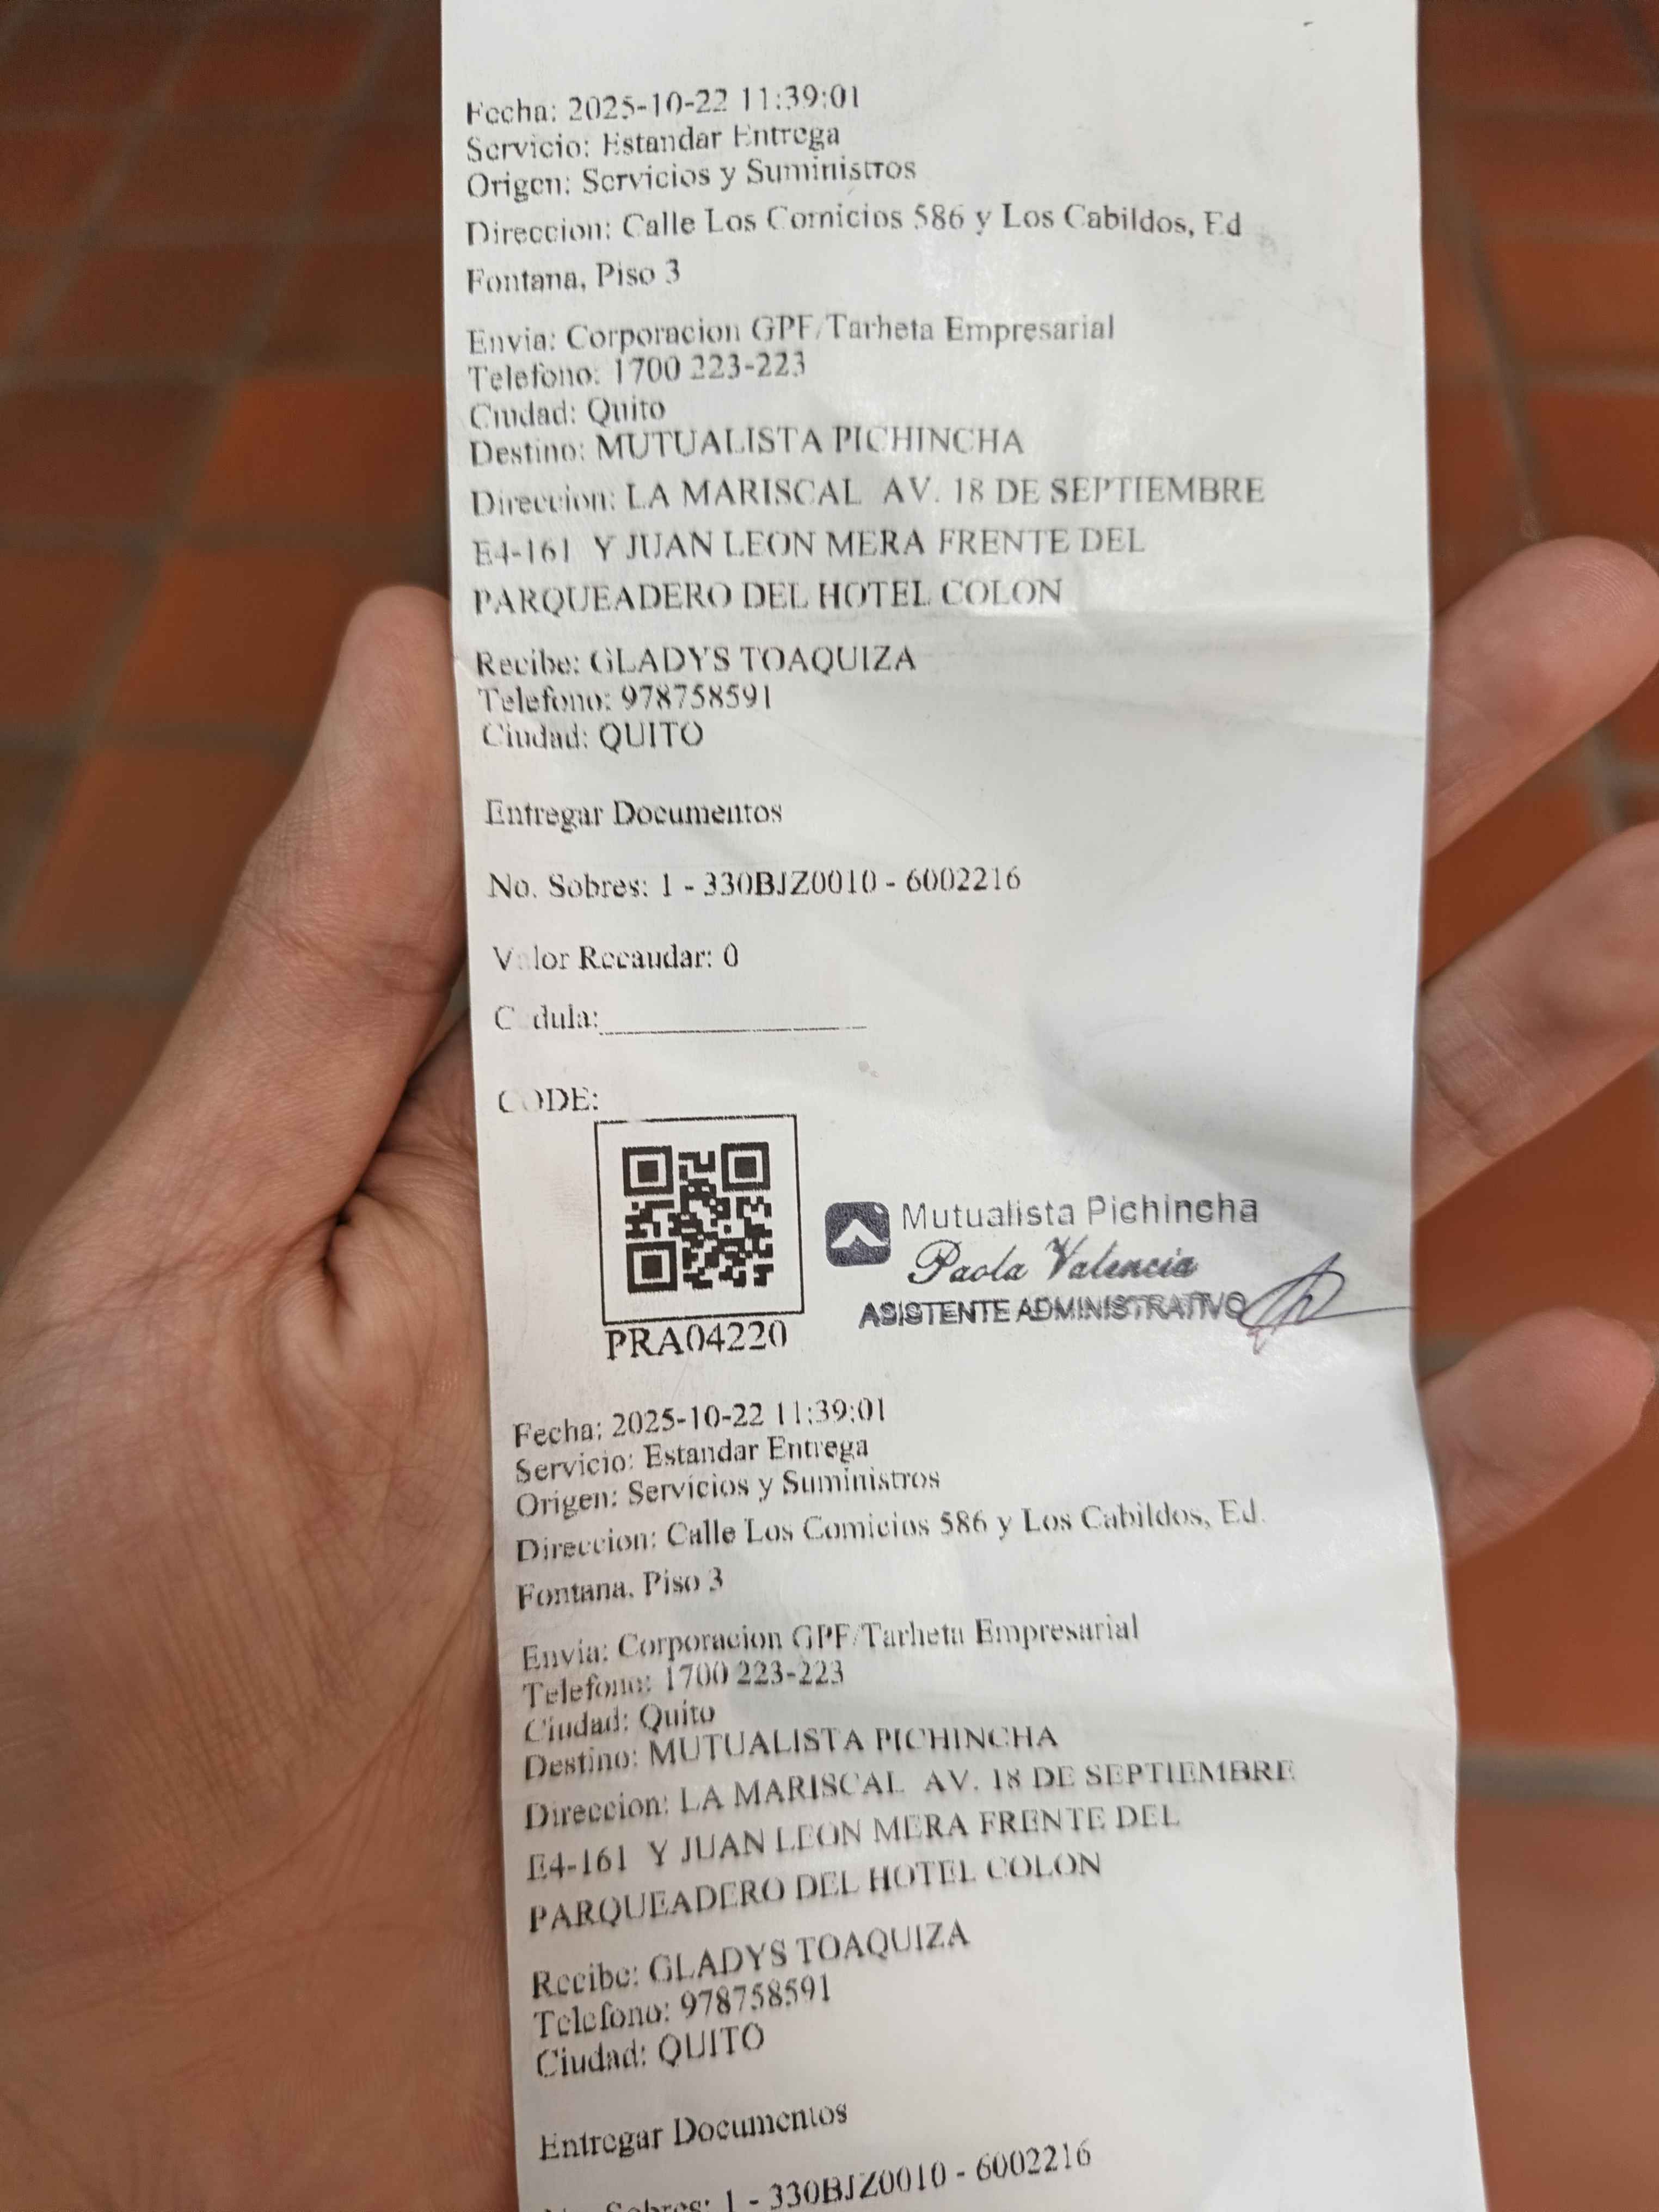 Fecha: 2025-10-22 11:39:01
Servicio: Estandar Entrega
Origen: Servicios y Suministros
Direccion: Calle Los Comicios 586 y Los Cabildos, Ed
Fontana, Piso 3
Envia: Corporacion GPF/Tarheta Empresarial
Telefono: 1700 223-223
Ciudad: Quito
Destino: MUTUALISTA PICHINCHA
Direccion: LA MARISCAL AV. 18 DE SEPTIEMBRE
E4-161 Y JUAN LEON MERA FRENTE DEL
PARQUEADERO DEL HOTEL COLON
Recibe: GLADYS TOAQUIZA
Telefono: 978758591
Ciudad: QUITO
Entregar Documentos
No. Sobres: 1 - 330BJZ0010 - 6002216
Valor Recaudar: 0
Cedula:
CODE:
Mutualista Pichincha
Paola Valencia
ASISTENTE ADMINISTRATIVO
PRA04220
Fecha: 2025-10-22 11:39:01
Servicio: Estandar Entrega
Origen: Servicios y Suministros
Direccion: Calle Los Comicios 586 y Los Cabildos, Ed.
Fontana, Piso 3
Envia: Corporacion GPF/Tarheta Empresarial
Telefono: 1700 223-223
Ciudad: Quito
Destino: MUTUALISTA PICHINCHA
Direccion: LA MARISCAL AV. 18 DE SEPTIEMBRE
E4-161 Y JUAN LEON MERA FRENTE DEL
PARQUEADERO DEL HOTEL COLON
Recibe: GLADYS TOAQUIZA
Telefono: 978758591
Ciudad: QUITO
Entregar Documentos
No. Sobres: 1 - 330BJZ0010 - 6002216